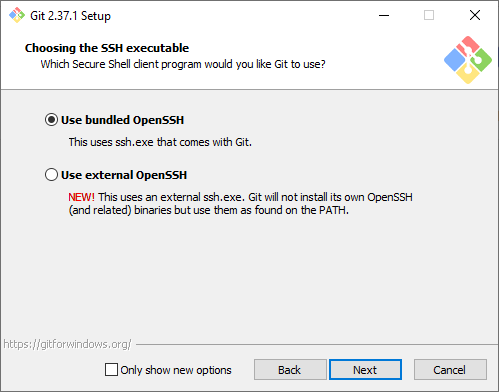 Git 2.37.1 Setup
Choosing the SSH executable
Which Secure Shell client program would you like Git to use?
Use bundled OpenSSH
This uses ssh.exe that comes with Git.
Use external OpenSSH
NEW! This uses an external ssh.exe. Git will not install its own OpenSSH
(and related) binaries but use them as found on the PATH.
https://gitforwindows.org/
Only show new options
Back
Next
Cancel